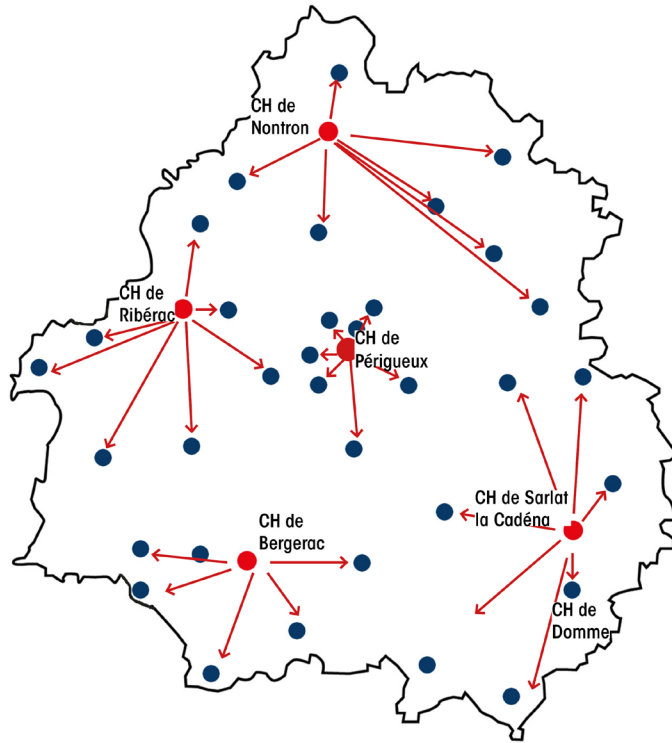 CH de
Nontron
CH de
Ribérac
CH de
Périgueux
CH de Sarlat
la Cadéna
CH de
Bergerac
CH de
Domme